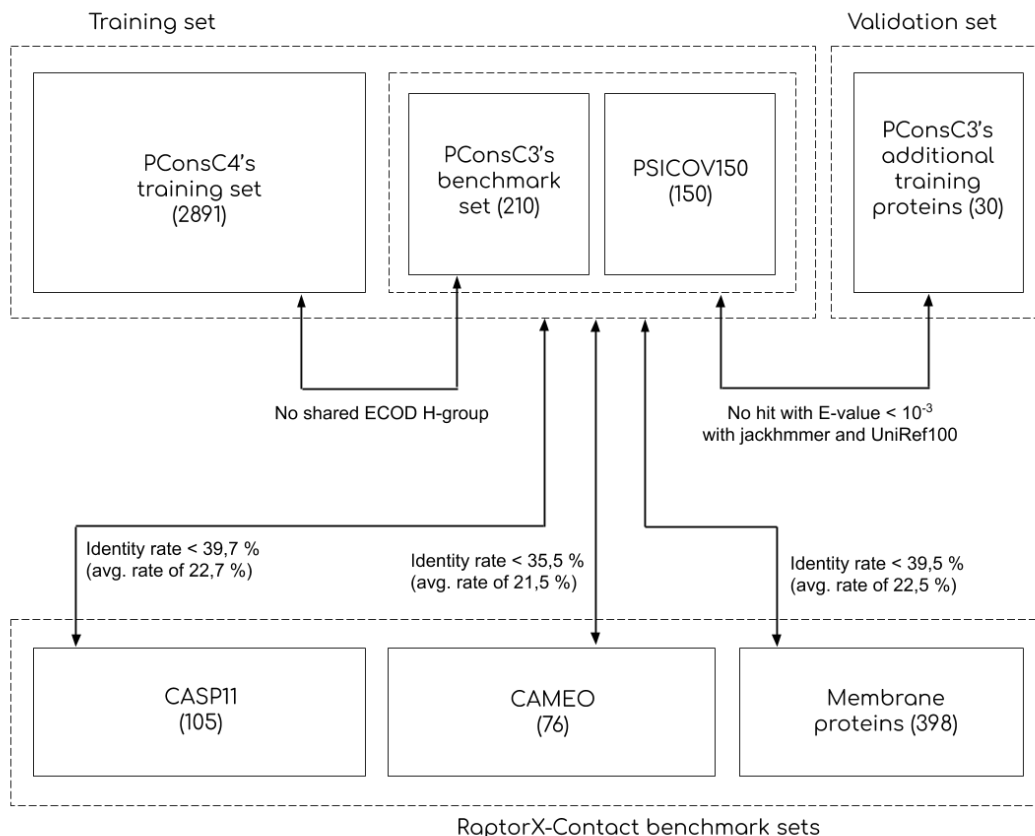 Training set
Validation set
PConsC4's
training set
(2891)
PConsC3's
benchmark
set (210)
PSICOV150
(150)
PConsC3's
additional
training
proteins (30)
No shared ECOD H-group
No hit with E-value < 10⁻³
with jackhmmer and UniRef100
Identity rate < 39,7 %
(avg. rate of 22,7 %)
Identity rate < 35,5 %
(avg. rate of 21,5 %)
Identity rate < 39,5 %
(avg. rate of 22,5 %)
CASP11
(105)
CAMEO
(76)
Membrane
proteins (398)
RaptorX-Contact benchmark sets